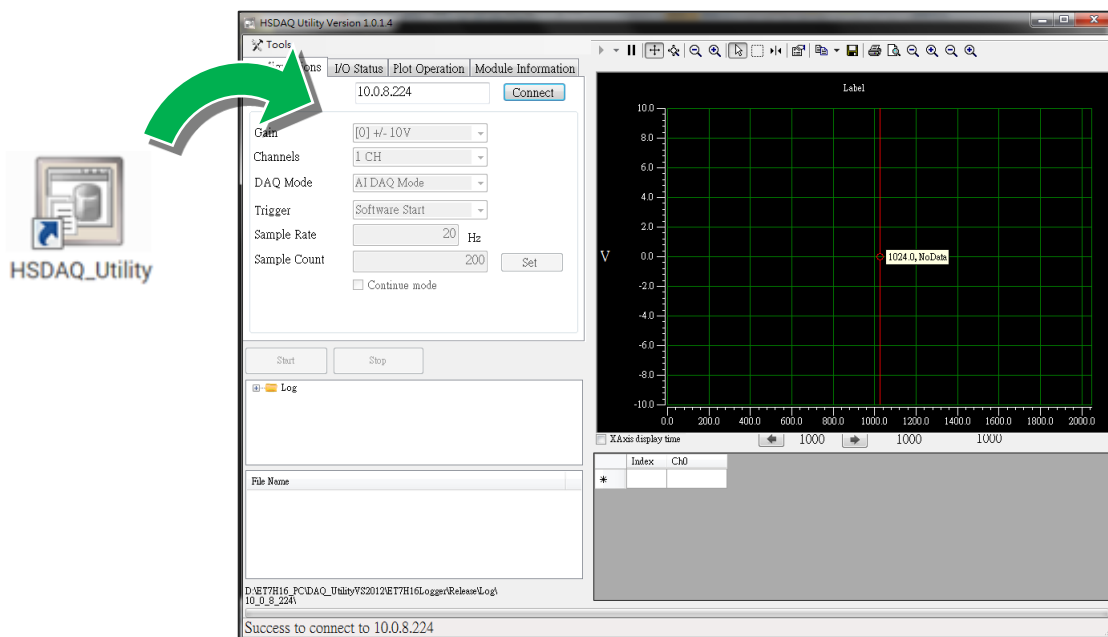 HSDAQ_Utility
HSDAQ Utility Version 1.0.1.4
Tools
I/O Status
Plot Operation
Module Information
10.0.8.224
Connect
Gain
[0] +/- 10V
Channels
1 CH
DAQ Mode
AI DAQ Mode
Trigger
Software Start
Sample Rate
20
Hz
Sample Count
200
Set
Continue mode
Start
Stop
Log
File Name
D:\ET7H16_PC\DAQ_UtilityVS2012\ET7H16Logger\Release\Log\
10_0_8_224\
Success to connect to 10.0.8.224
Label
10.0
8.0
6.0
4.0
2.0
V
0.0
1024.0, NoData
-2.0
-4.0
-6.0
-8.0
-10.0
0.0 200.0 400.0 600.0 800.0 1000.0 1200.0 1400.0 1600.0 1800.0 2000.0
XAxis display time
1000
1000
1000
Index
Ch0